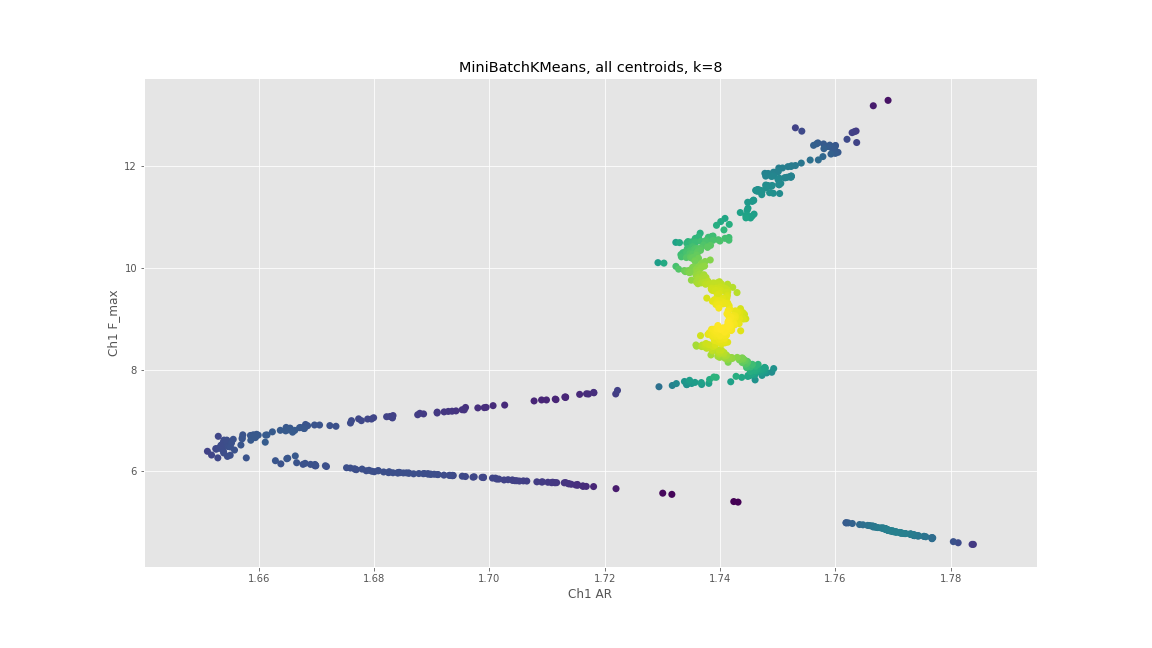 MiniBatchKMeans, all centroids, k=8
Ch1 F_max
12
10
8
6
1.66 1.68 1.70 1.72 1.74 1.76 1.78
Ch1 AR